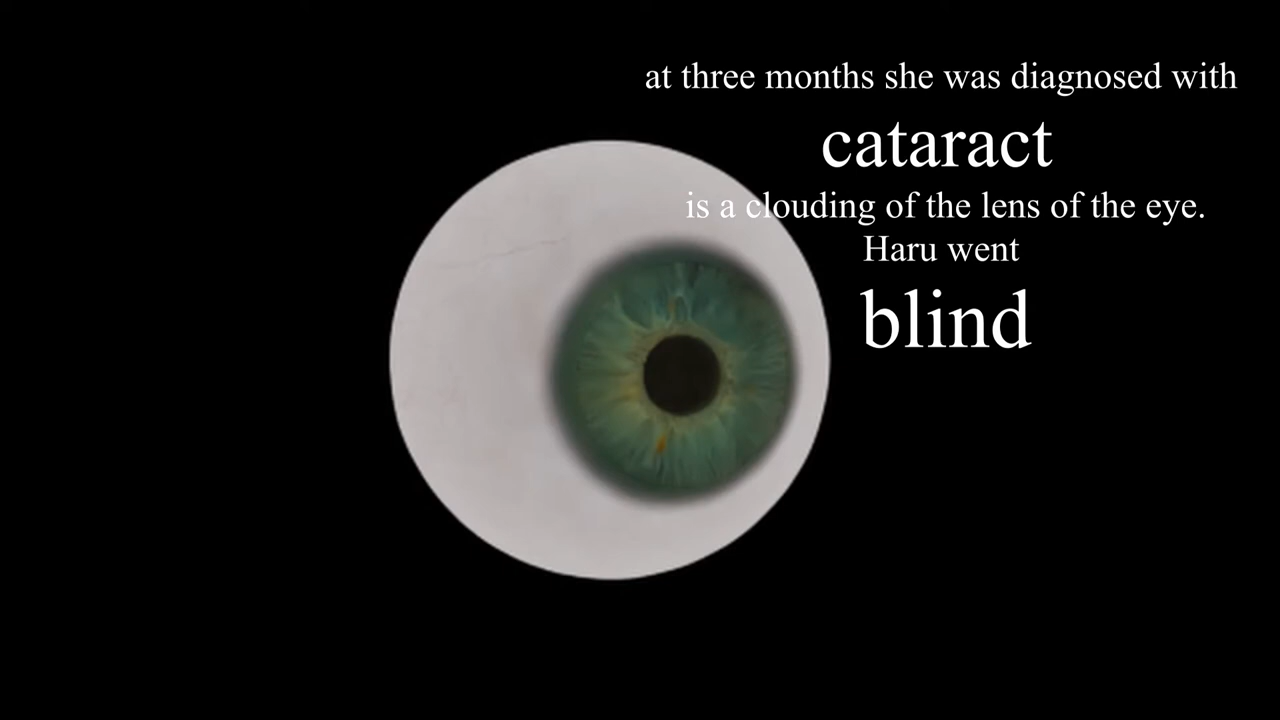 at three months she was diagnosed with
cataract
is a clouding of the lens of the eye.
Haru went
blind